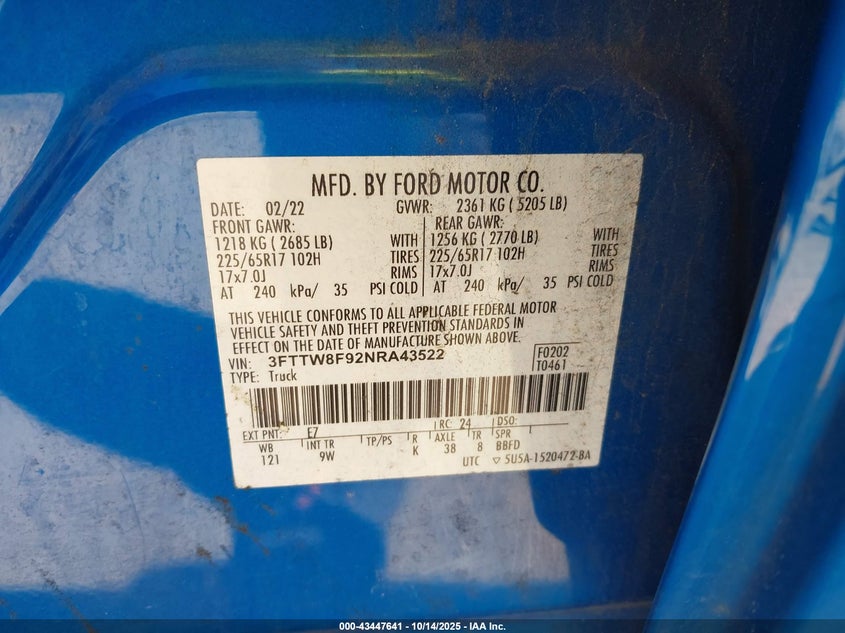 MFD. BY FORD MOTOR CO.
DATE: 02/22 GVWR: 2361 KG ( 5205 LB)
FRONT GAWR: REAR GAWR:
1218 KG ( 2685 LB) WITH 1256 KG ( 2770 LB) WITH
225/65R17 102H TIRES 225/65R17 102H TIRES
17x7.0J RIMS 17x7.0J RIMS
AT 240 kPa/ 35 PSI COLD AT 240 kPa/ 35 PSI COLD
THIS VEHICLE CONFORMS TO ALL APPLICABLE FEDERAL MOTOR
VEHICLE SAFETY AND THEFT PREVENTION STANDARDS IN
EFFECT ON THE DATE OF MANUFACTURE SHOWN ABOVE.
VIN: 3FTTW8F92NRA43522 F0202
TYPE: Truck T0461
EXT PNT: E7 RC: 24 DSO:
WB INT TR TP/PS R AXLE TR SPR
121 9W K 38 8 BBFD
UTC ▽ 5U5A-1520472-BA
000-43447641 - 10/14/2025 - IAA Inc.